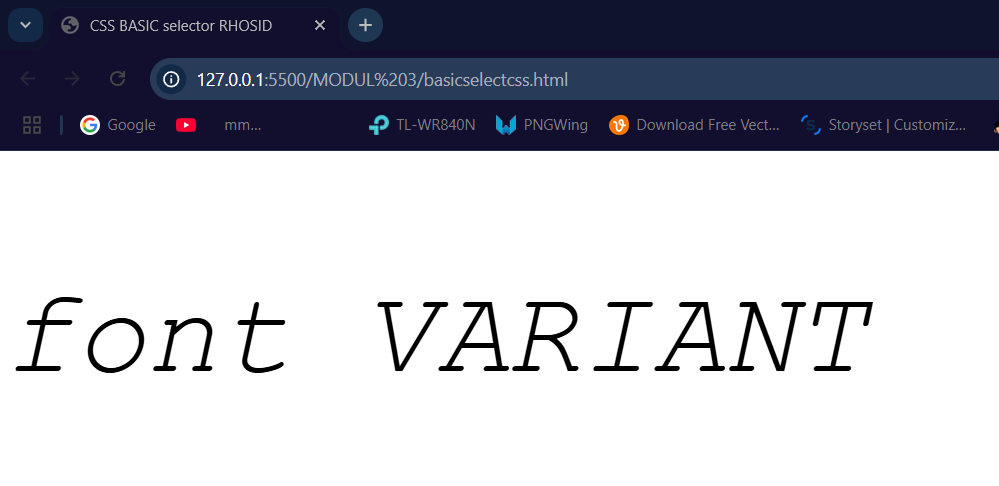 CSS BASIC selector RHOSID
127.0.0.1:5500/MODUL%203/basicselectcss.html
Google mm... TL-WR840N PNGWing Download Free Vect... Storyset | Customiz...
font VARIANT